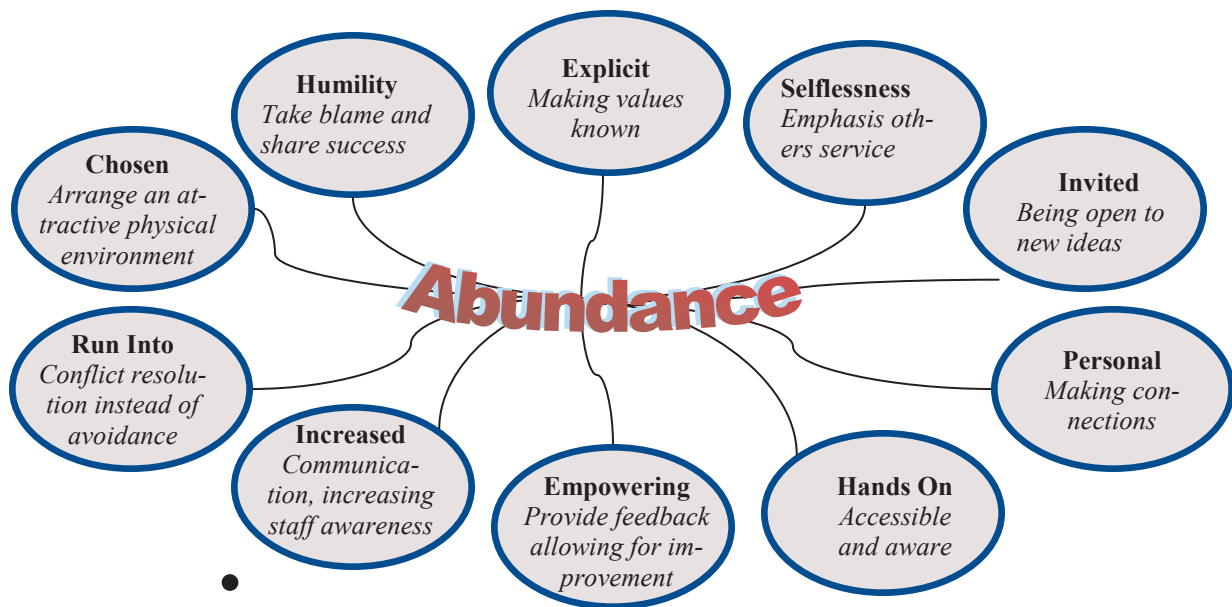 Humility
Take blame and
share success
Explicit
Making values
known
Selflessness
Emphasis oth-
ers service
Chosen
Arrange an at-
tractive physical
environment
Invited
Being open to
new ideas
Abundance
Run Into
Conflict resolu-
tion instead of
avoidance
Personal
Making con-
nections
Increased
Communica-
tion, increasing
staff awareness
Empowering
Provide feedback
allowing for im-
provement
Hands On
Accessible
and aware